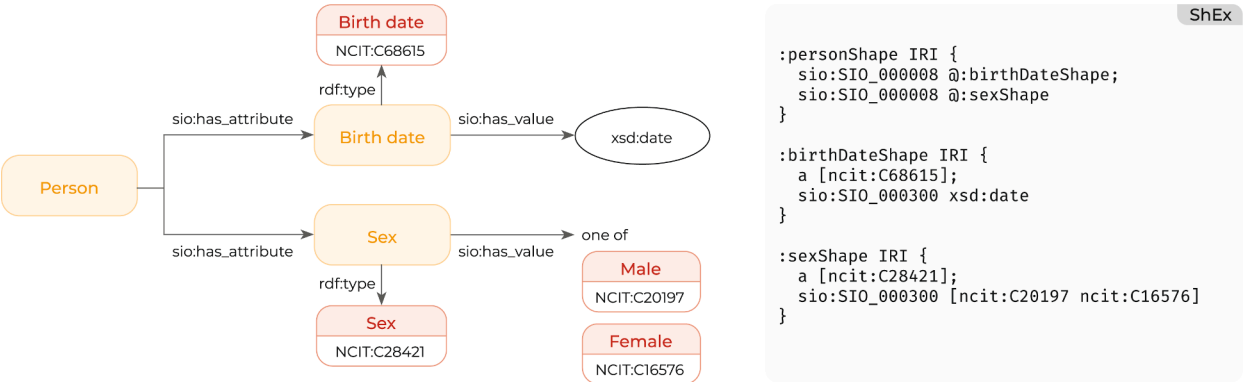 Birth date
NCIT:C68615
rdf:type
sio:has_attribute
Birth date
sio:has_value
xsd:date
Person
sio:has_attribute
Sex
sio:has_value
one of
rdf:type
Male
NCIT:C20197
Sex
NCIT:C28421
Female
NCIT:C16576
ShEx
:personShape IRI {
sio:SIO_000008 @:birthDateShape;
sio:SIO_000008 @:sexShape
}
:birthDateShape IRI {
a [ncit:C68615];
sio:SIO_000300 xsd:date
}
:sexShape IRI {
a [ncit:C28421];
sio:SIO_000300 [ncit:C20197 ncit:C16576]
}